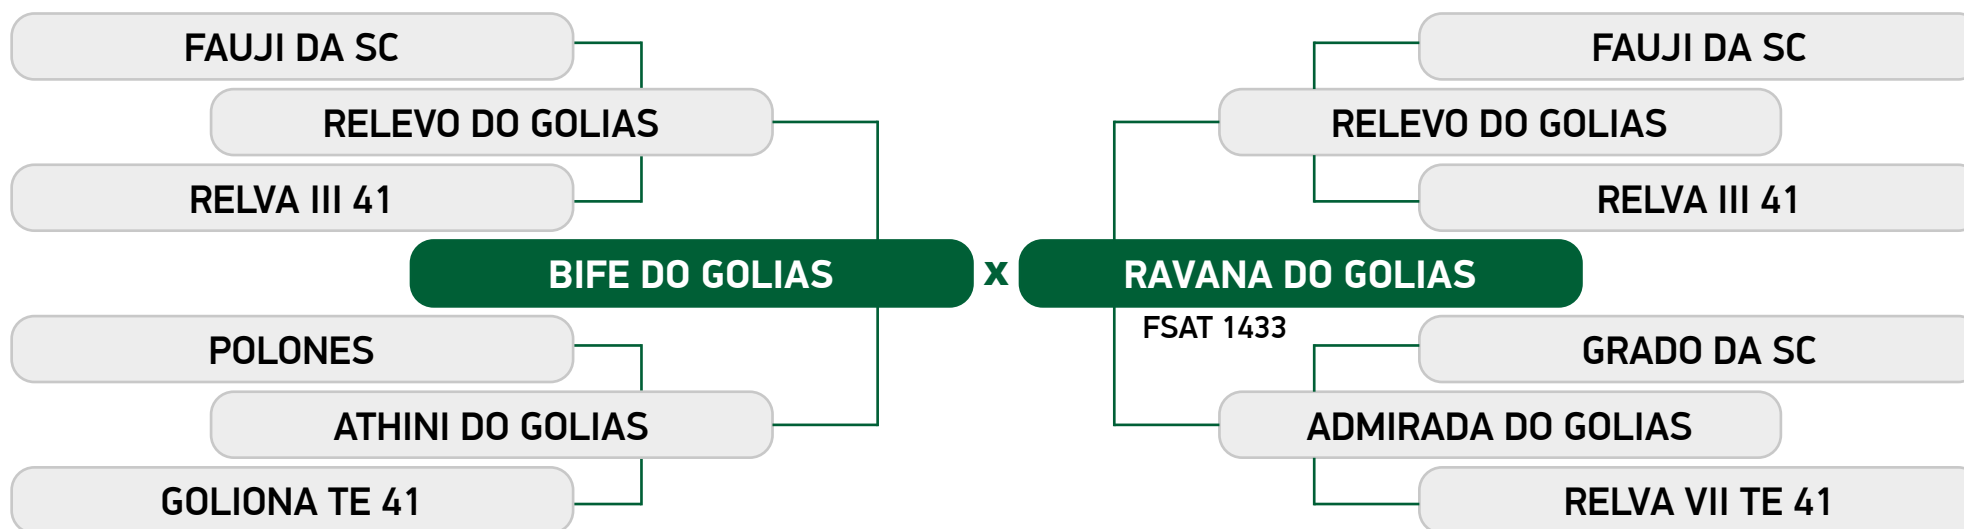 FAUJI DA SC
FAUJI DA SC
RELEVO DO GOLIAS
RELEVO DO GOLIAS
RELVA III 41
RELVA III 41
BIFE DO GOLIAS
x
RAVANA DO GOLIAS
FSAT 1433
POLONES
GRADO DA SC
ATHINI DO GOLIAS
ADMIRADA DO GOLIAS
GOLIONA TE 41
RELVA VII TE 41